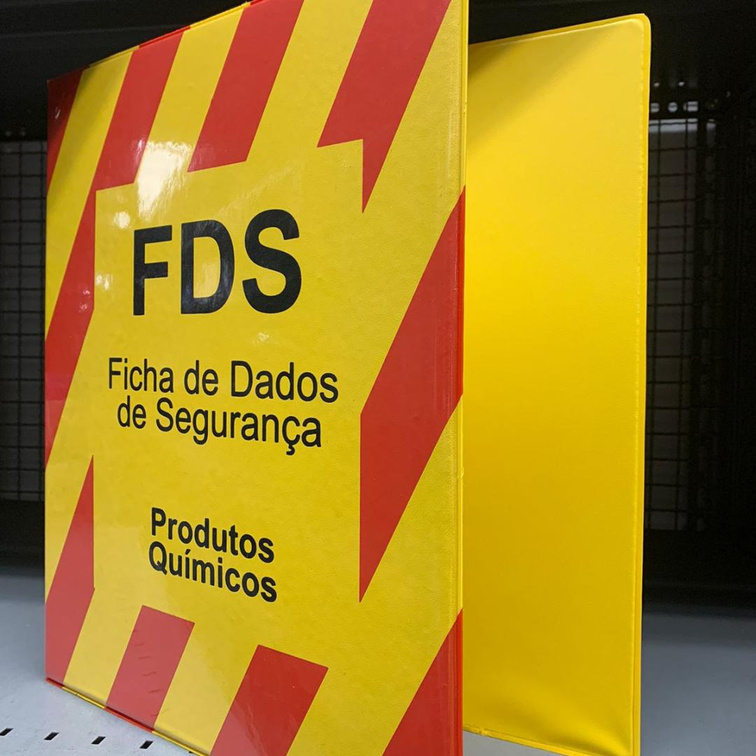 FDS
Ficha de Dados
de Segurança
Produtos
Químicos